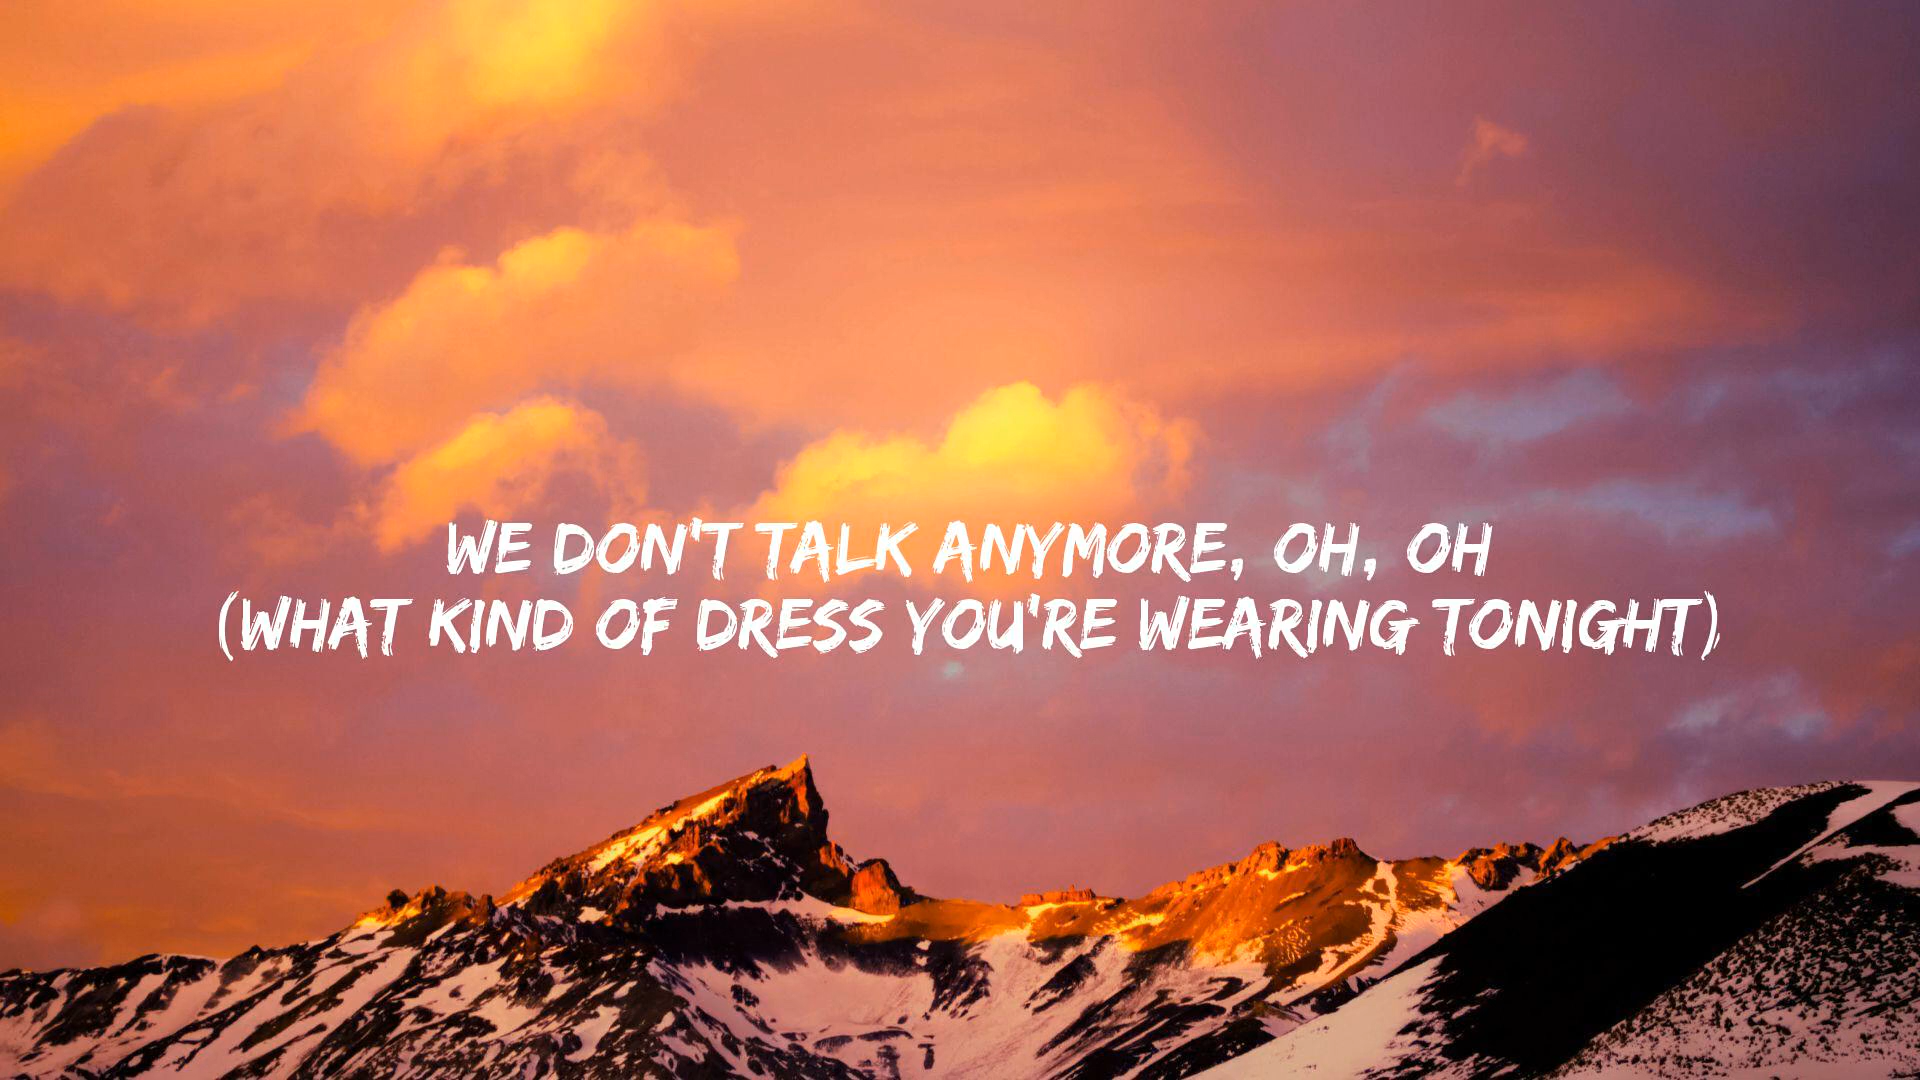 WE DON'T TALK ANYMORE, OH, OH
(WHAT KIND OF DRESS YOU'RE WEARING TONIGHT)